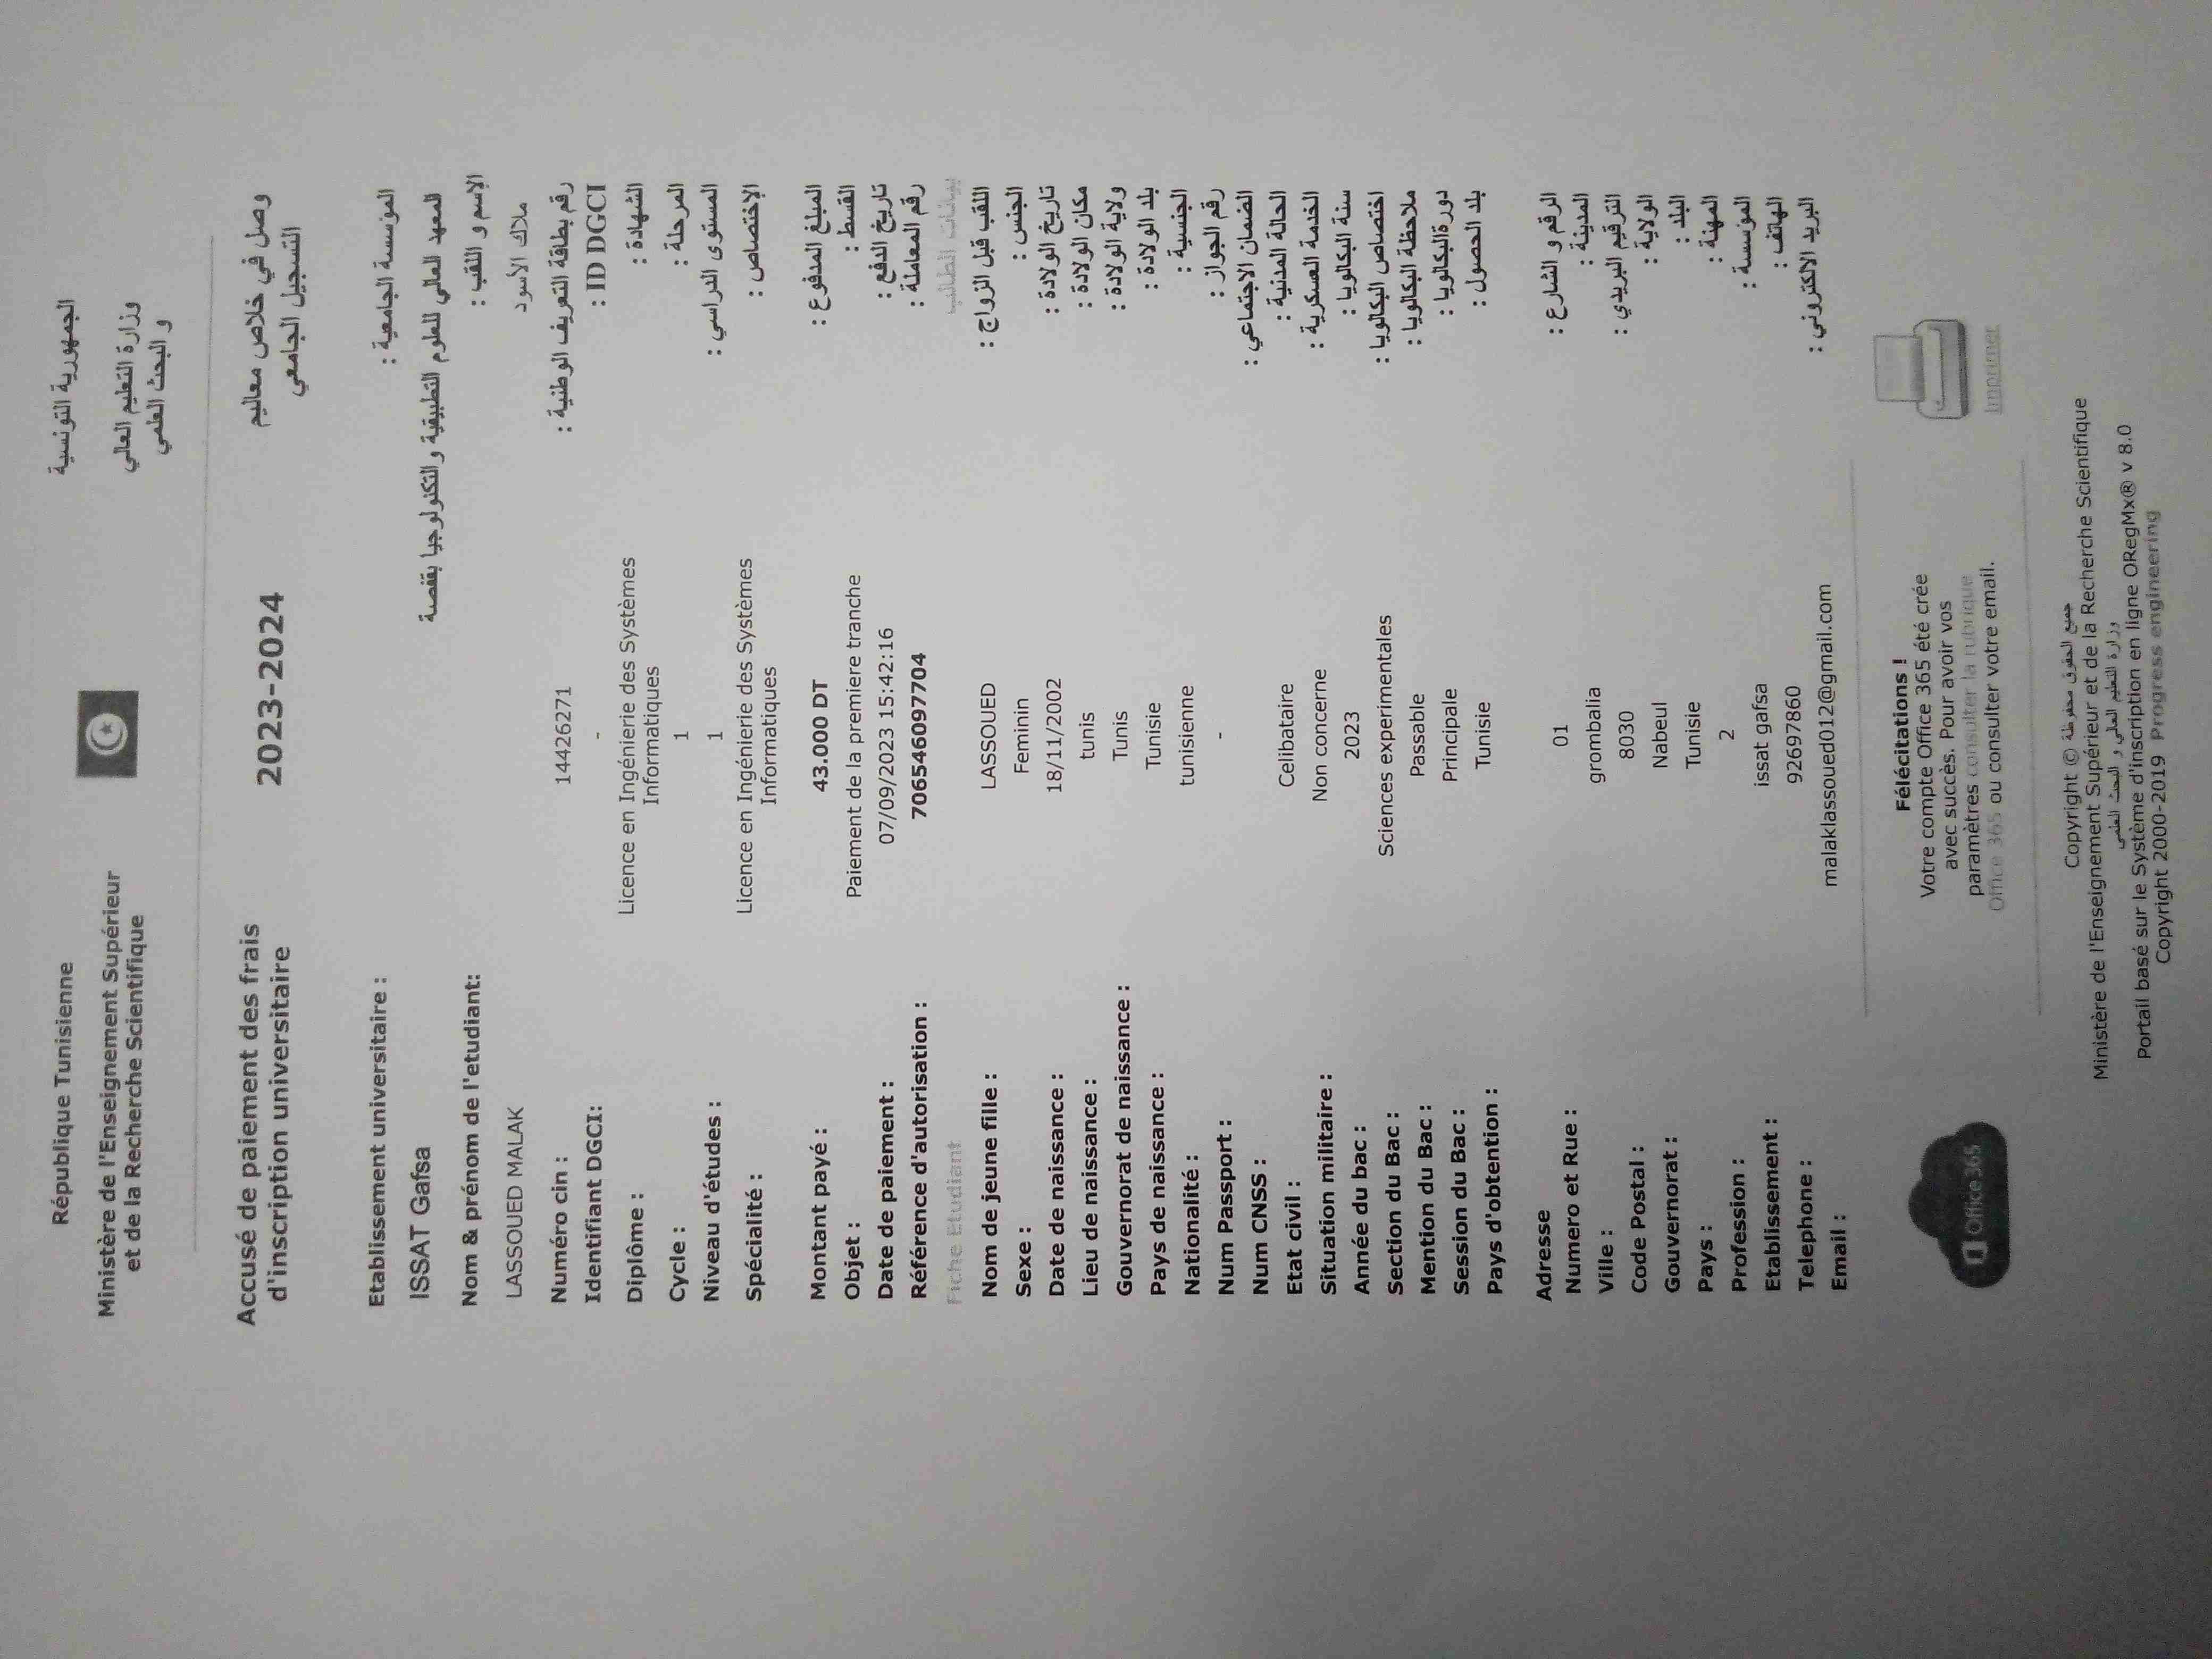 République Tunisienne
الجمهورية التونسية
Ministère de l'Enseignement Supérieur
et de la Recherche Scientifique
وزارة التعليم العالي
و البحث العلمي
Accusé de paiement des frais
d'inscription universitaire
2023-2024
وصل في خلاص معاليم
التسجيل الجامعي
Etablissement universitaire :
المؤسسة الجامعية :
ISSAT Gafsa
المعهد العالي للعلوم التطبيقية و التكنولوجيا بقفصة
Nom & prénom de l'etudiant:
الإسم و اللقب :
LASSOUED MALAK
ملاك الأسود
Numéro cin : 14426271 رقم بطاقة التعريف الوطنية :
Identifiant DGCI: - ID DGCI :
Diplôme : Licence en Ingénierie des Systèmes الشهادة :
Informatiques
Cycle : 1 المرحلة :
Niveau d'études : 1 المستوى الدراسي :
Spécialité : Licence en Ingénierie des Systèmes الإختصاص :
Informatiques
Montant payé : 43.000 DT المبلغ المدفوع :
Objet : Paiement de la premiere tranche القسط :
Date de paiement : 07/09/2023 15:42:16 تاريخ الدفع :
Référence d'autorisation : 706546097704 رقم المعاملة :
Fiche Etudiant بيانات الطالب
Nom de jeune fille : LASSOUED اللقب قبل الزواج :
Sexe : Feminin الجنس :
Date de naissance : 18/11/2002 تاريخ الولادة :
Lieu de naissance : tunis مكان الولادة :
Gouvernorat de naissance : Tunis ولاية الولادة :
Pays de naissance : Tunisie بلد الولادة :
Nationalité : tunisienne الجنسية :
Num Passport : - رقم الجواز :
Num CNSS : الضمان الاجتماعي :
Etat civil : Celibataire الحالة المدنية :
Situation militaire : Non concerne الخدمة العسكرية :
Année du bac : 2023 سنة البكالوريا :
Section du Bac : Sciences experimentales اختصاص البكالوريا :
Mention du Bac : Passable ملاحظة البكالوريا :
Session du Bac : Principale دورة البكالوريا :
Pays d'obtention : Tunisie بلد الحصول :
Adresse
Numero et Rue : 01 الرقم و الشارع :
Ville : grombalia المدينة :
Code Postal : 8030 الترقيم البريدي :
Gouvernorat : Nabeul الولاية :
Pays : Tunisie البلد :
Profession : 2 المهنة :
Etablissement : issat gafsa المؤسسة :
Telephone : 92697860 الهاتف :
Email : malaklassoued012@gmail.com البريد الالكتروني :
Office 365
Félécitations !
Votre compte Office 365 été crée
avec succès. Pour avoir vos
paramètres consulter la rubrique
Office 365 ou consulter votre email.
Imprimer
Copyright © جميع الحقوق محفوظة
Ministère de l'Enseignement Supérieur et de la Recherche Scientifique
وزارة التعليم العالي و البحث العلمي
Portail basé sur le Système d'inscription en ligne ORegMx® v 8.0
Copyright 2000-2019 Progress engineering